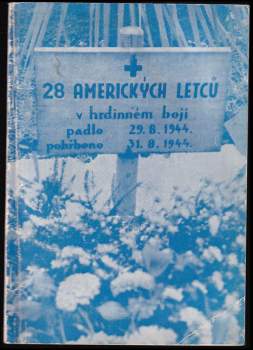 28 AMERICKÝCH LETCŮ
v hrdinném boji
padlo 29.8.1944.
pohřbeno 31.8.1944.